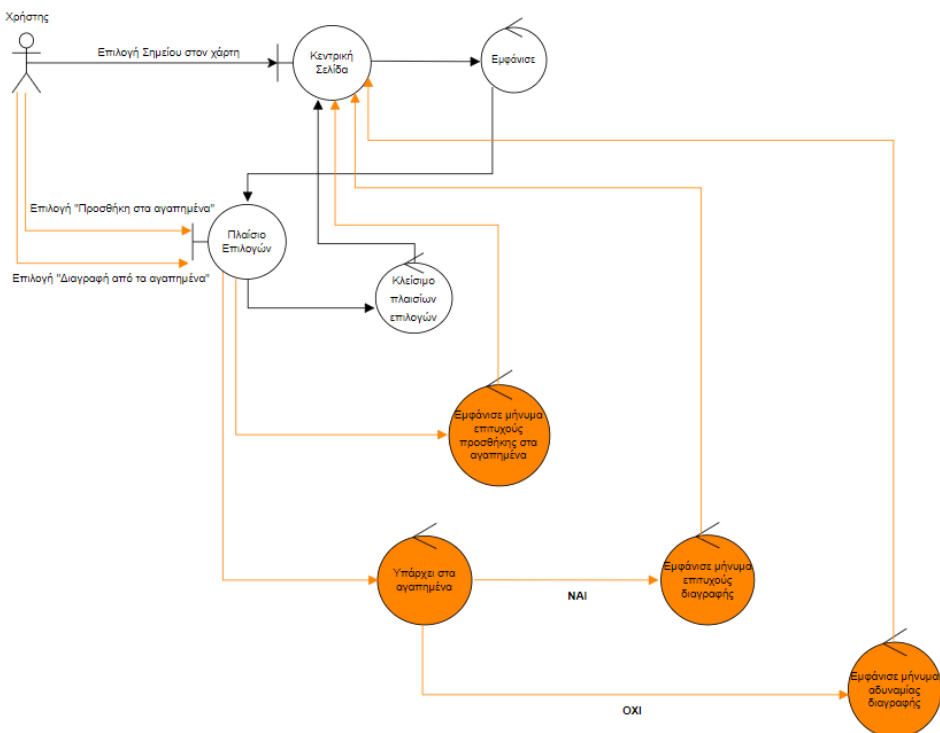 Χρήστης
Επιλογή Σημείου στον χάρτη
Κεντρική
Σελίδα
Εμφάνισε
Επιλογή "Προσθήκη στα αγαπημένα"
Πλαίσιο
Επιλογών
Επιλογή "Διαγραφή από τα αγαπημένα"
Κλείσιμο
πλαισίων
επιλογών
Εμφάνισε μήνυμα
επιτυχούς
προσθήκης στα
αγαπημένα
Υπάρχει στα
αγαπημένα
ΝΑΙ
Εμφάνισε μήνυμα
επιτυχούς
διαγραφής
Εμφάνισε μήνυμα
αδυναμίας
διαγραφής
ΟΧΙ